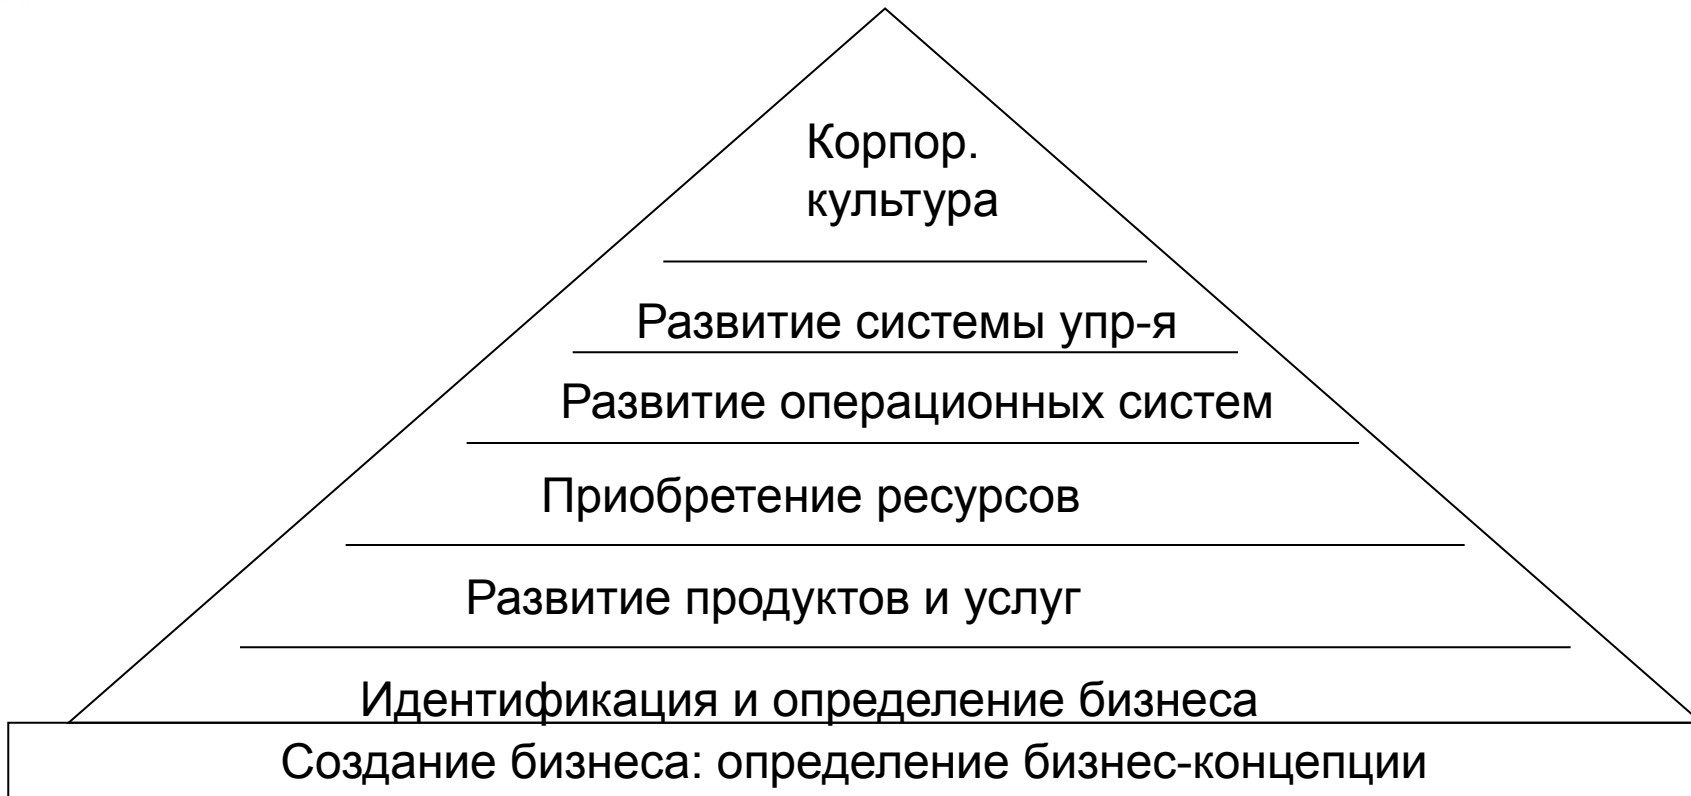 Корпор.
культура
Развитие системы упр-я
Развитие операционных систем
Приобретение ресурсов
Развитие продуктов и услуг
Идентификация и определение бизнеса
Создание бизнеса: определение бизнес-концепции